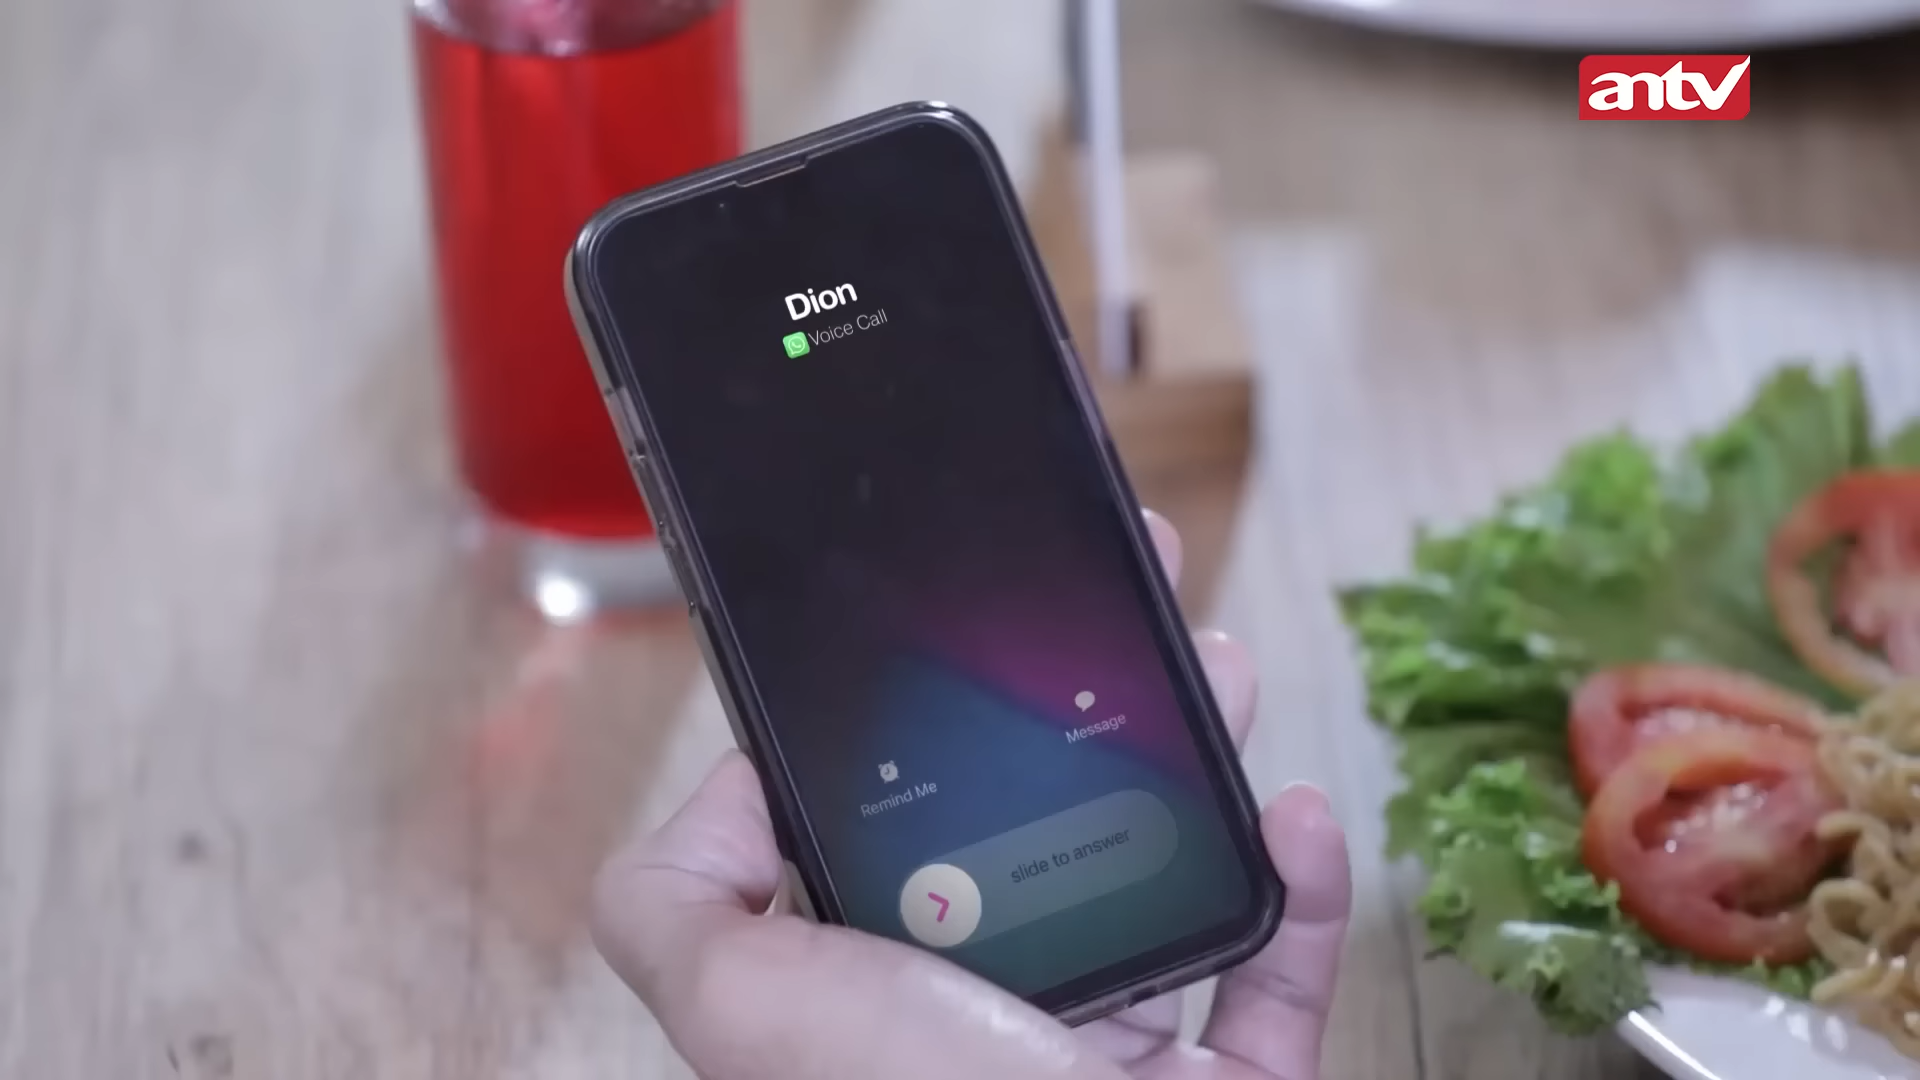 antv
Dion
Voice Call
Message
Remind Me
slide to answer